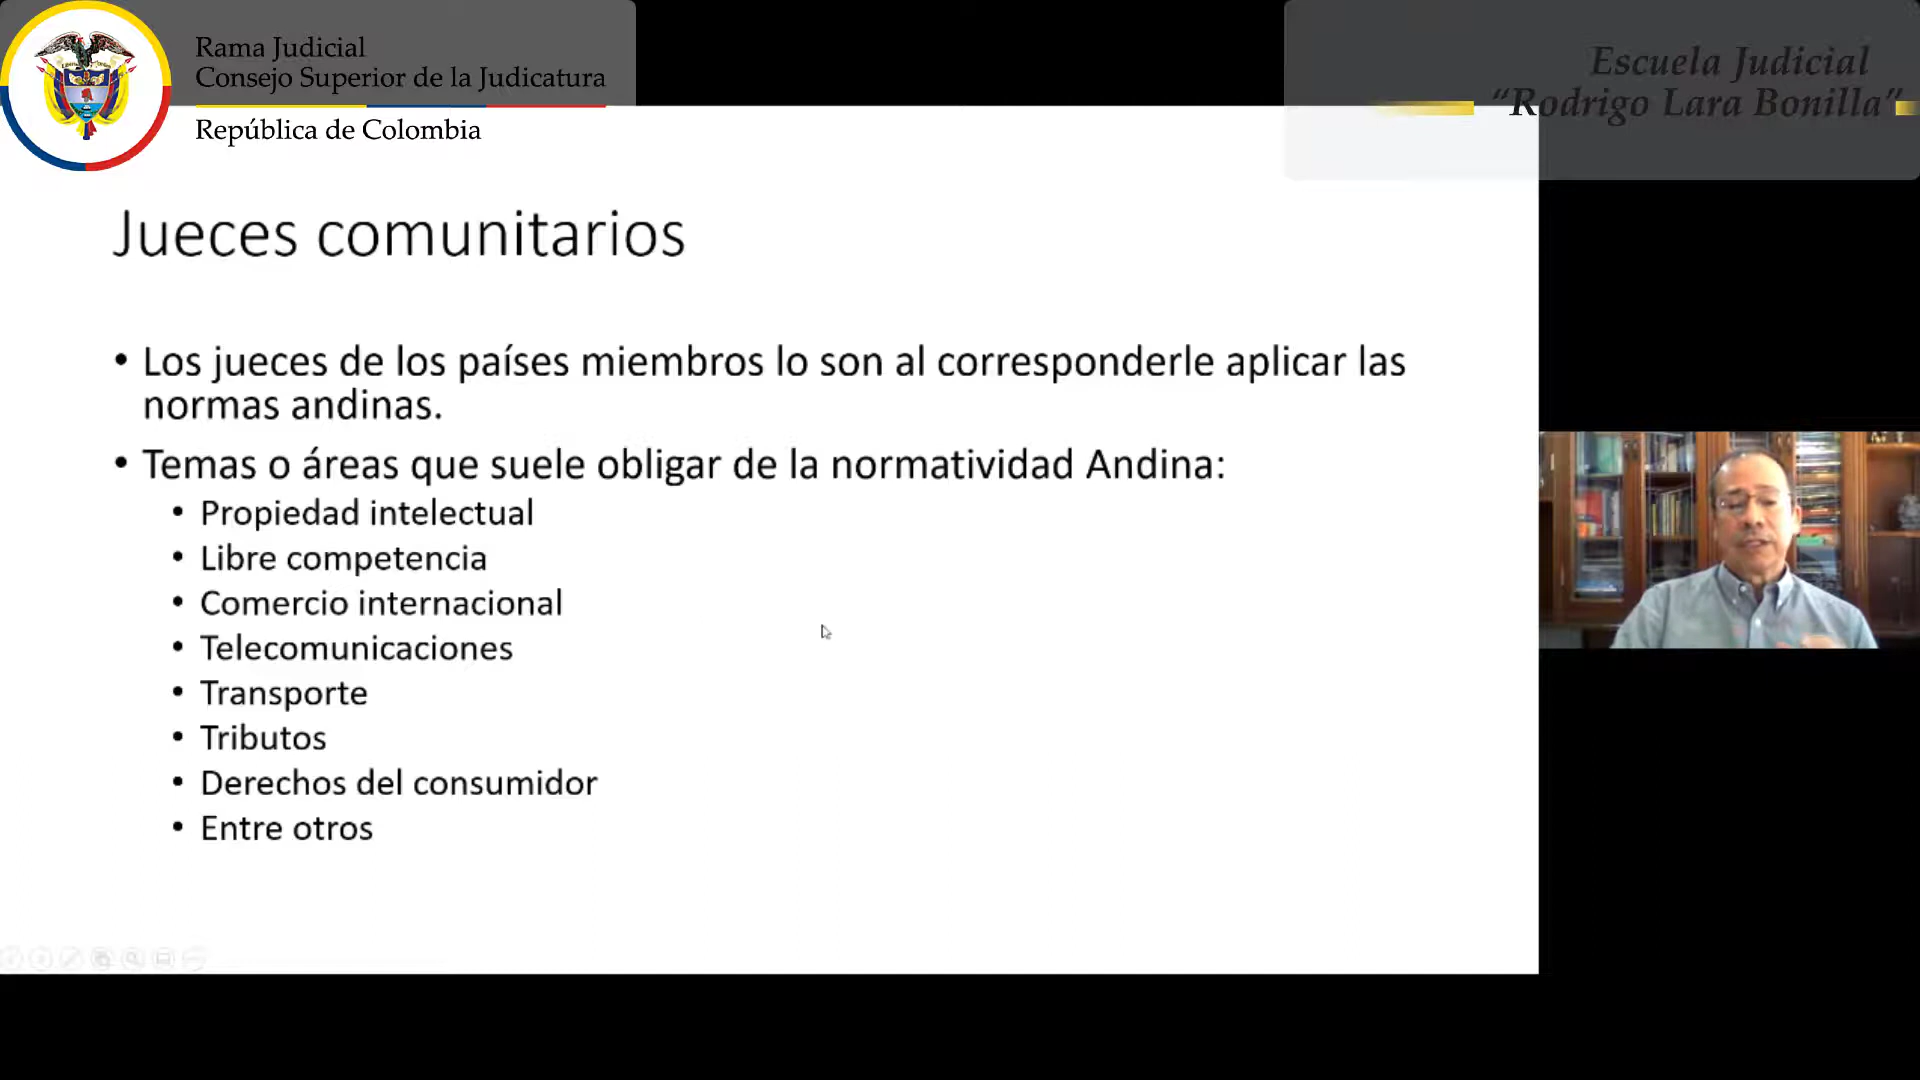 Rama Judicial
Consejo Superior de la Judicatura
República de Colombia
Escuela Judicial
“Rodrigo Lara Bonilla”
Jueces comunitarios
• Los jueces de los países miembros lo son al corresponderle aplicar las
normas andinas.
• Temas o áreas que suele obligar de la normatividad Andina:
• Propiedad intelectual
• Libre competencia
• Comercio internacional
• Telecomunicaciones
• Transporte
• Tributos
• Derechos del consumidor
• Entre otros